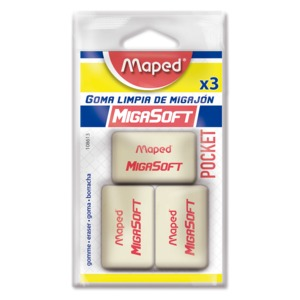 Maped
x3
GOMA LIMPIA DE MIGAJÓN
MIGASOFT
POCKET
Maped
MIGASOFT
Maped
MIGASOFT
Maped
MIGASOFT
gomme • eraser • goma • borracha